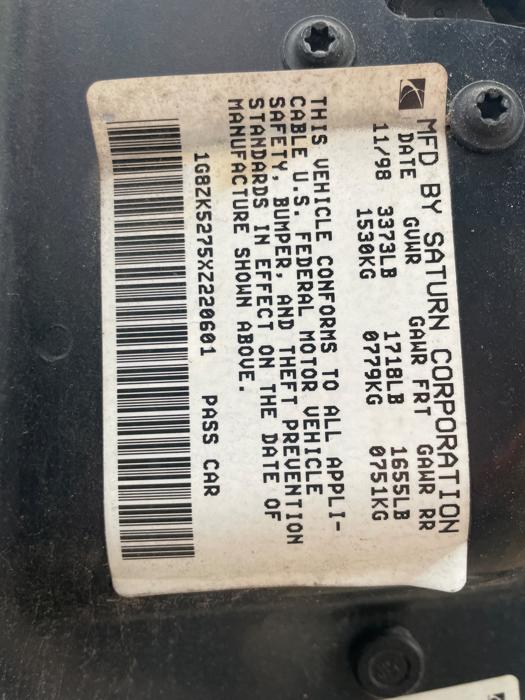 MFD BY SATURN CORPORATION
DATE GVWR GAWR FRT GAWR RR
11/98 3373LB 1718LB 1655LB
1530KG 0779KG 0751KG
THIS VEHICLE CONFORMS TO ALL APPLI-
CABLE U.S. FEDERAL MOTOR VEHICLE
SAFETY, BUMPER, AND THEFT PREVENTION
STANDARDS IN EFFECT ON THE DATE OF
MANUFACTURE SHOWN ABOVE.
1G8ZK5275XZ220601 PASS CAR